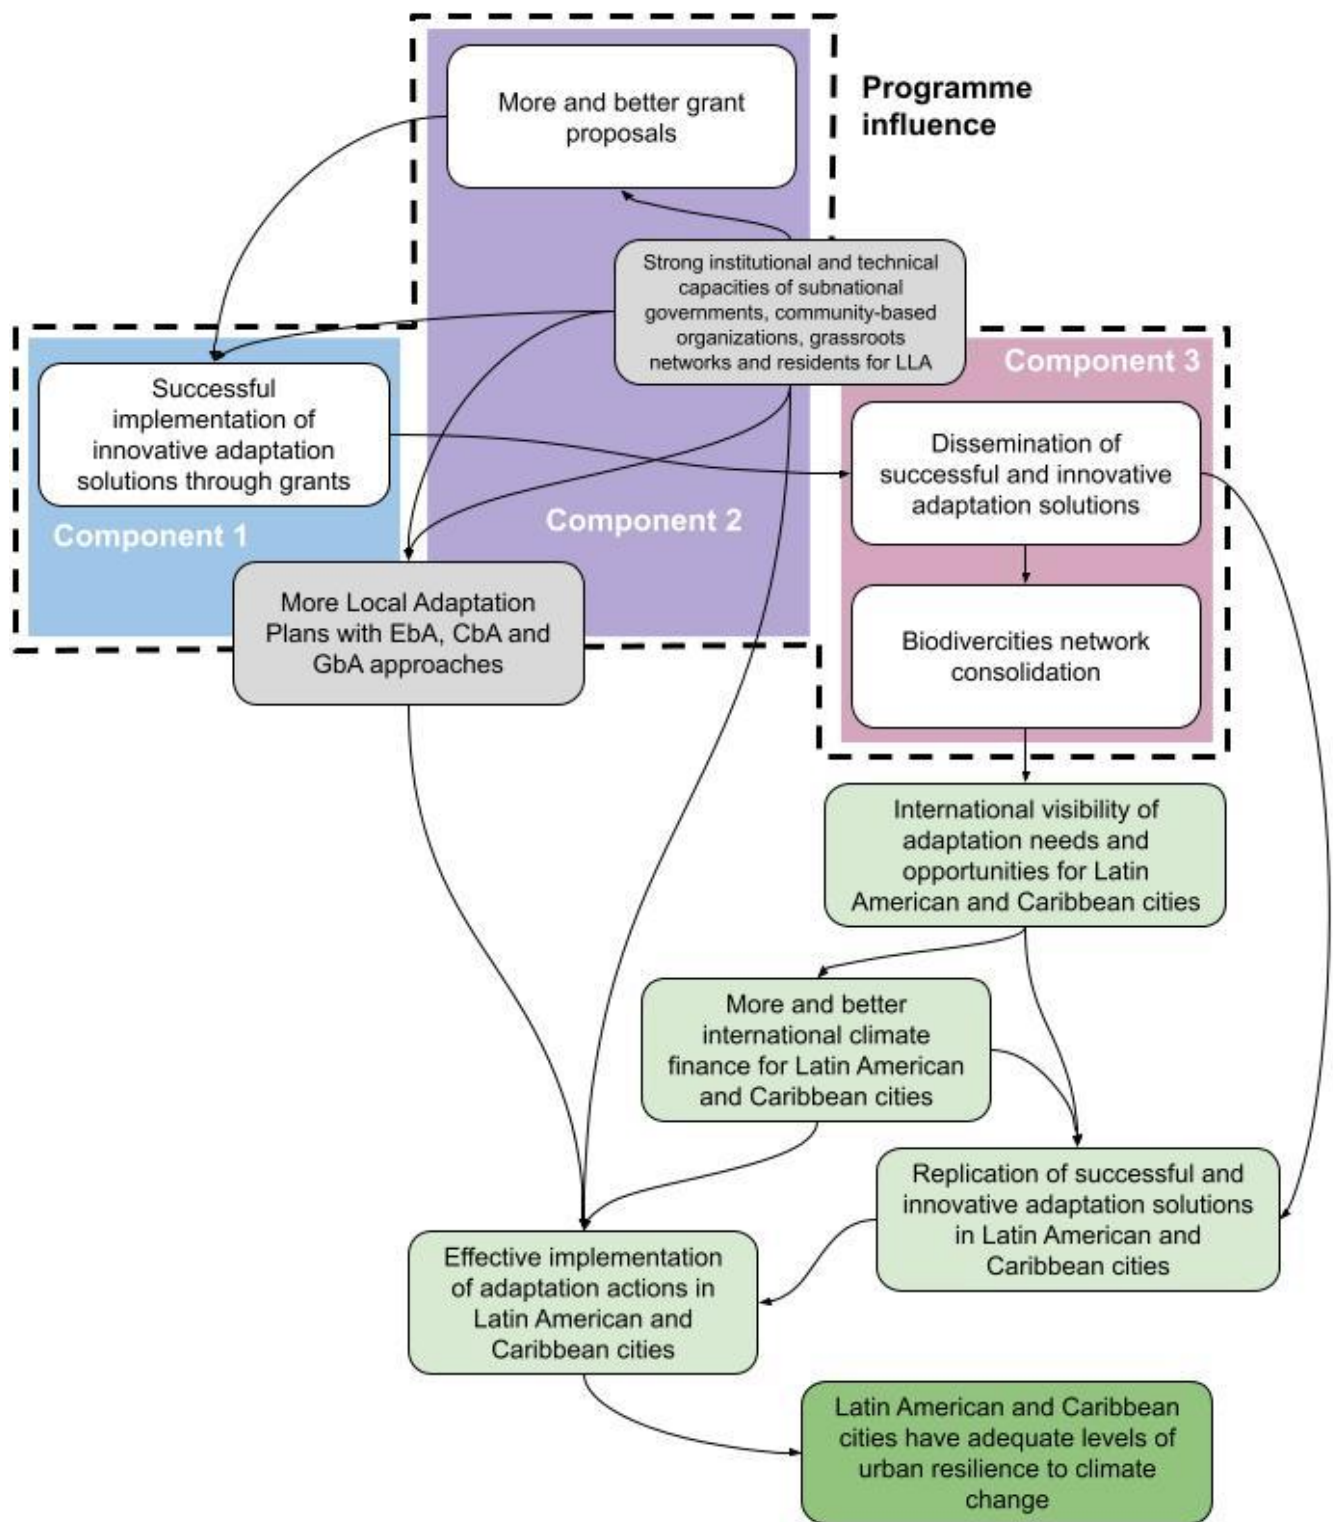 More and better grant
proposals
Programme
influence
Strong institutional and technical
capacities of subnational
governments, community-based
organizations, grassroots
networks and residents for LLA
Component 3
Successful
implementation of
innovative adaptation
solutions through grants
Component 1
Component 2
Dissemination of
successful and innovative
adaptation solutions
More Local Adaptation
Plans with EbA, CbA and
GbA approaches
Biodivercities network
consolidation
International visibility of
adaptation needs and
opportunities for Latin
American and Caribbean cities
More and better
international climate
finance for Latin American
and Caribbean cities
Replication of successful and
innovative adaptation solutions
in Latin American and
Caribbean cities
Effective implementation
of adaptation actions in
Latin American and
Caribbean cities
Latin American and Caribbean
cities have adequate levels of
urban resilience to climate
change